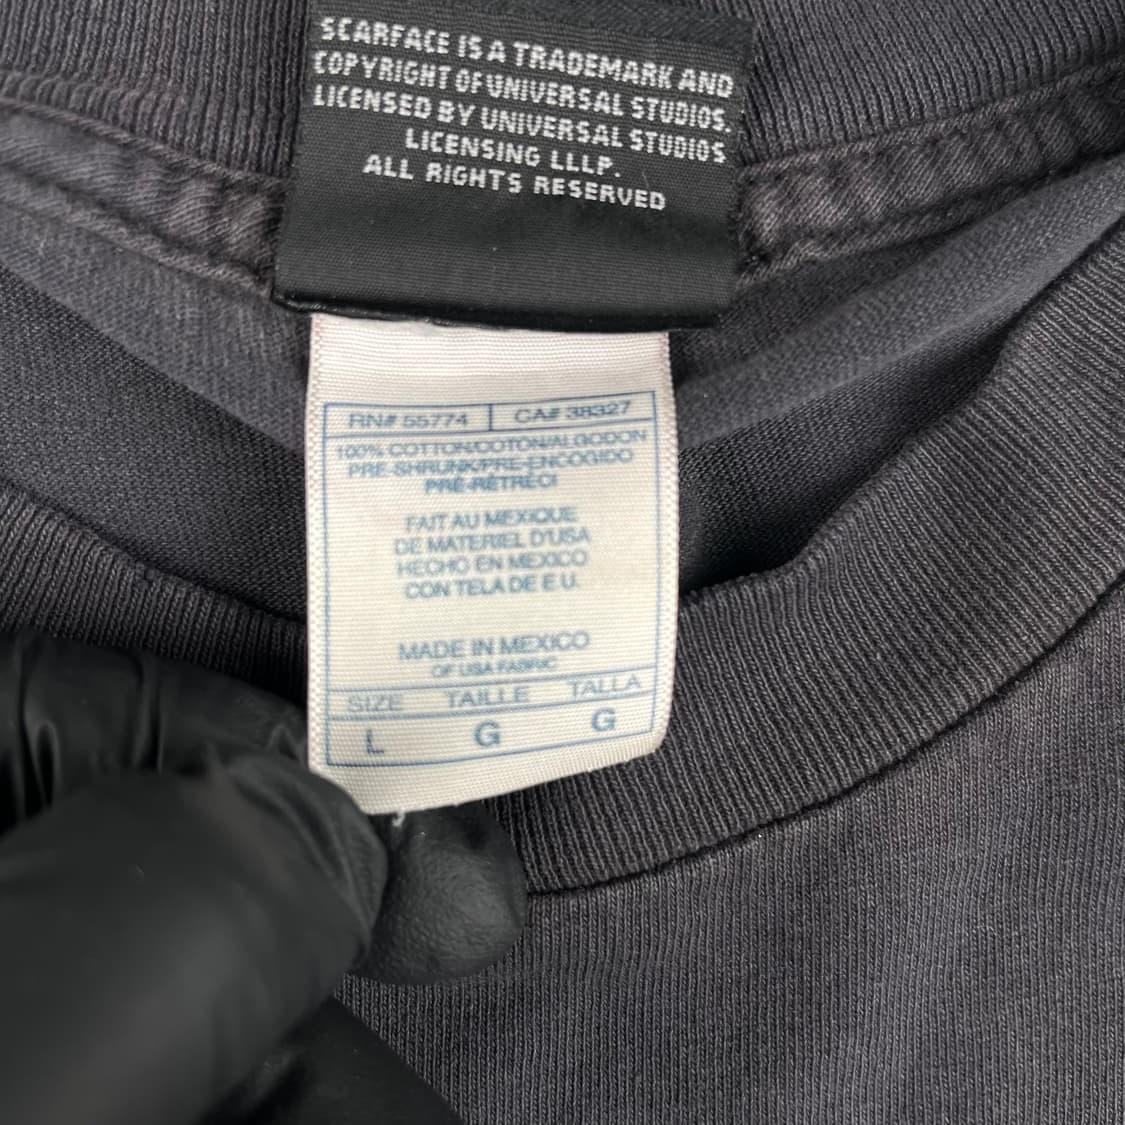 SCARFACE IS A TRADEMARK AND
COPYRIGHT OF UNIVERSAL STUDIOS.
LICENSED BY UNIVERSAL STUDIOS
LICENSING LLLP.
ALL RIGHTS RESERVED
RN# 55774 CA# 38327
100% COTTON/COTON/ALGODON
PRE-SHRUNK/PRE-ENCOGIDO
PRÉ-RÉTRÉCI
FAIT AU MEXIQUE
DE MATERIEL D'USA
HECHO EN MEXICO
CON TELA DE E U.
MADE IN MEXICO
OF USA FABRIC
SIZE TAILLE TALLA
L G G